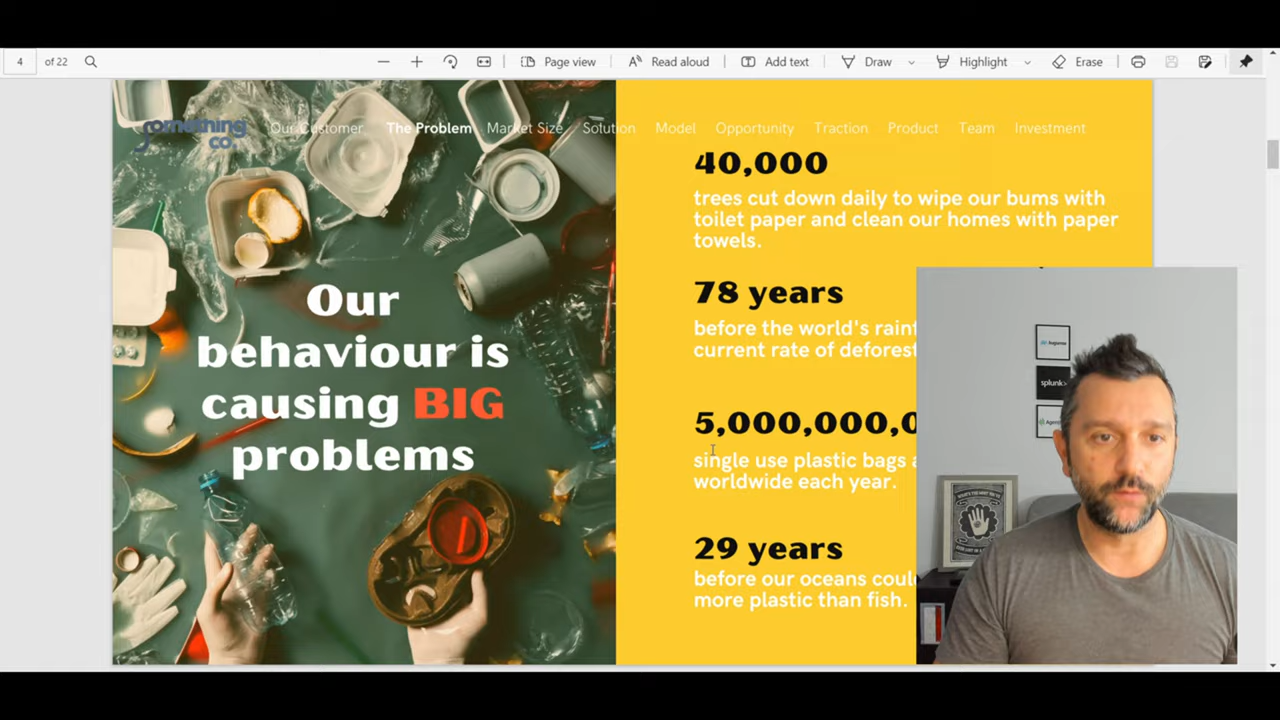 4 of 22 Page view Read aloud Add text Draw Highlight Erase
something
co.
Our Customer The Problem Market Size Solution Model Opportunity Traction Product Team Investment
Our
behaviour is
causing BIG
problems
40,000
trees cut down daily to wipe our bums with
toilet paper and clean our homes with paper
towels.
78 years
before the world's
current rate of
5,000,000,0
single use plastic bags
worldwide each year.
29 years
before our oceans
more plastic than fish.
splunk>